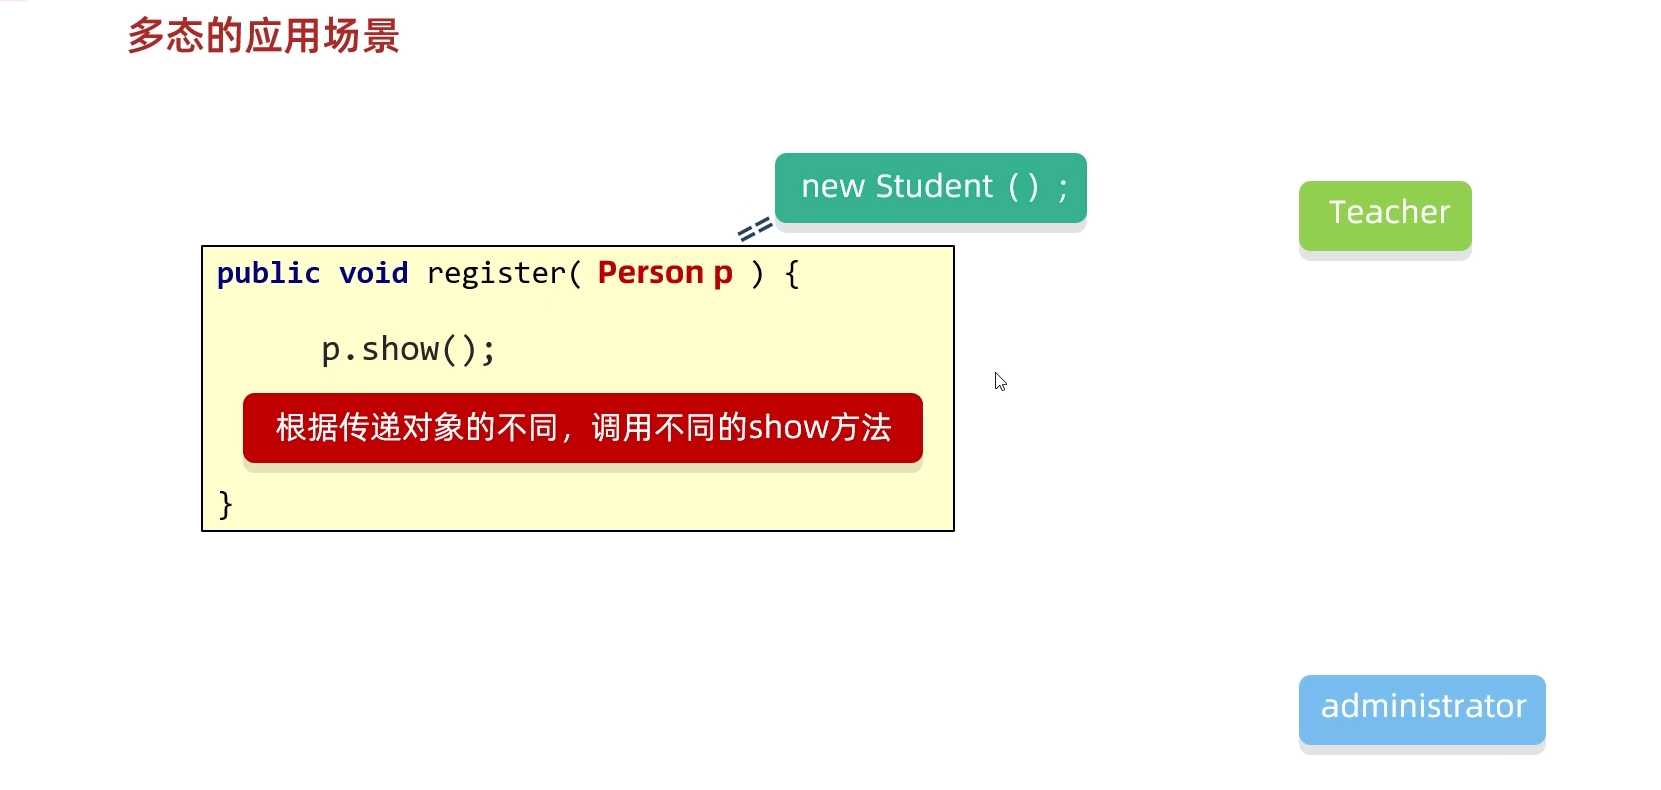 多态的应用场景
new Student（）;
Teacher
==
public void register( Person p ) {
p.show();
根据传递对象的不同，调用不同的show方法
}
administrator